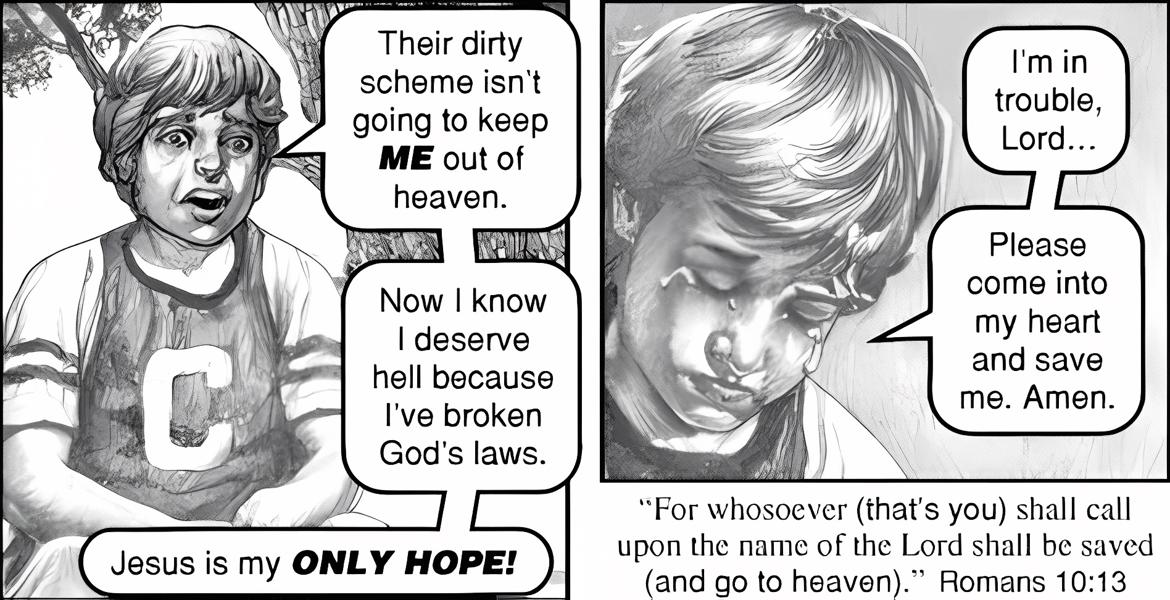 Their dirty
scheme isn't
going to keep
ME out of
heaven.
Now I know
I deserve
hell because
I've broken
God's laws.
Jesus is my ONLY HOPE!
C
I'm in
trouble,
Lord...
Please
come into
my heart
and save
me. Amen.
“For whosoever (that's you) shall call
upon the name of the Lord shall be saved
(and go to heaven).” Romans 10:13